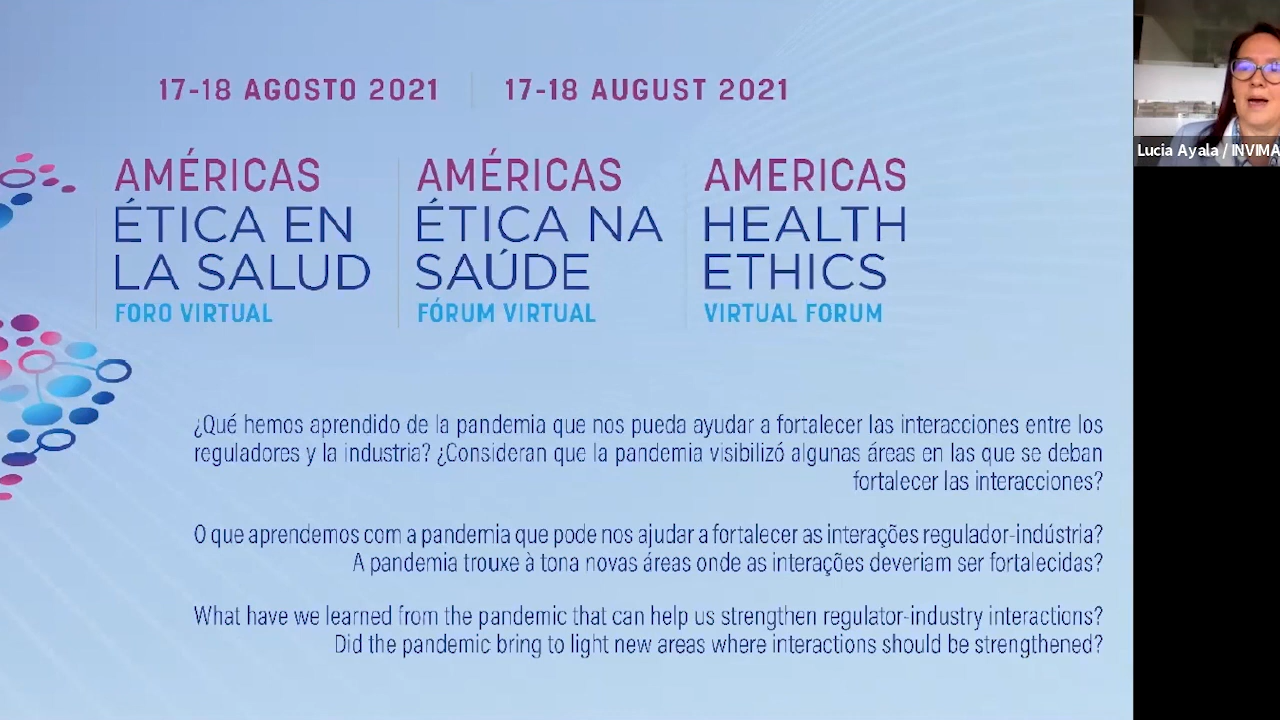 17-18 AGOSTO 2021
17-18 AUGUST 2021
AMÉRICAS
ÉTICA EN
LA SALUD
FORO VIRTUAL
AMÉRICAS
ÉTICA NA
SAÚDE
FÓRUM VIRTUAL
AMERICAS
HEALTH
ETHICS
VIRTUAL FORUM
¿Qué hemos aprendido de la pandemia que nos pueda ayudar a fortalecer las interacciones entre los
reguladores y la industria? ¿Consideran que la pandemia visibilizó algunas áreas en las que se deban
fortalecer las interacciones?
O que aprendemos com a pandemia que pode nos ajudar a fortalecer as interações regulador-indústria?
A pandemia trouxe à tona novas áreas onde as interações deveriam ser fortalecidas?
What have we learned from the pandemic that can help us strengthen regulator-industry interactions?
Did the pandemic bring to light new areas where interactions should be strengthened?
Lucia Ayala / INVIMA